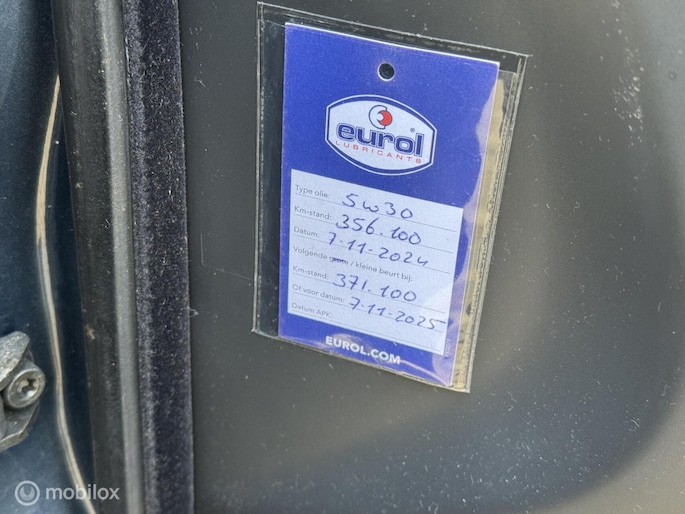 eurol®
LUBRICANTS
Type olie: 5w30
Km-stand: 356.100
Datum: 7-11-2024
Volgende grote / kleine beurt bij:
Km-stand: 371.100
Of voor datum: 7-11-2025
Datum APK:
EUROL.COM
mobilox